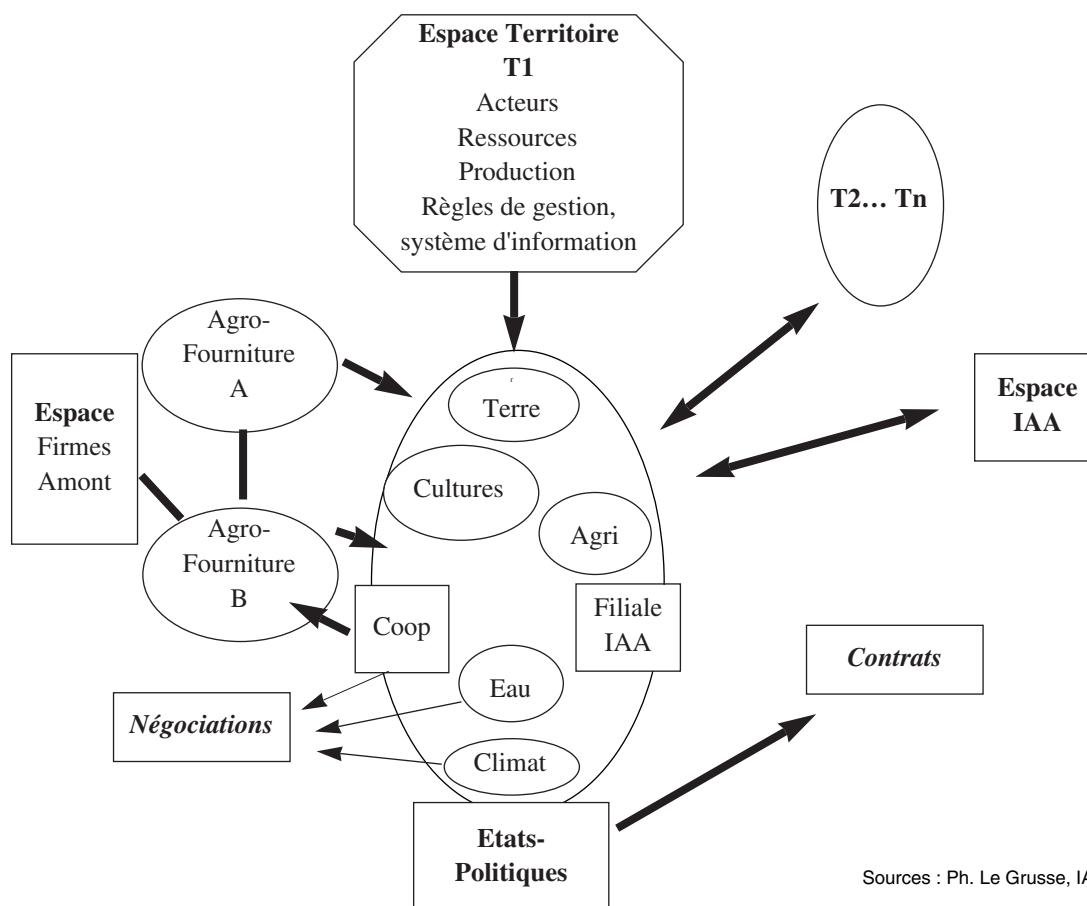 Espace Territoire
T1
Acteurs
Ressources
Production
Règles de gestion,
système d'information
T2... Tn
Agro-
Fourniture
A
Espace
Firmes
Amont
Terre
Espace
IAA
Cultures
Agri
Agro-
Fourniture
B
Coop
Filiale
IAA
Contrats
Eau
Négociations
Climat
Etats-
Politiques
Sources : Ph. Le Grusse, IA